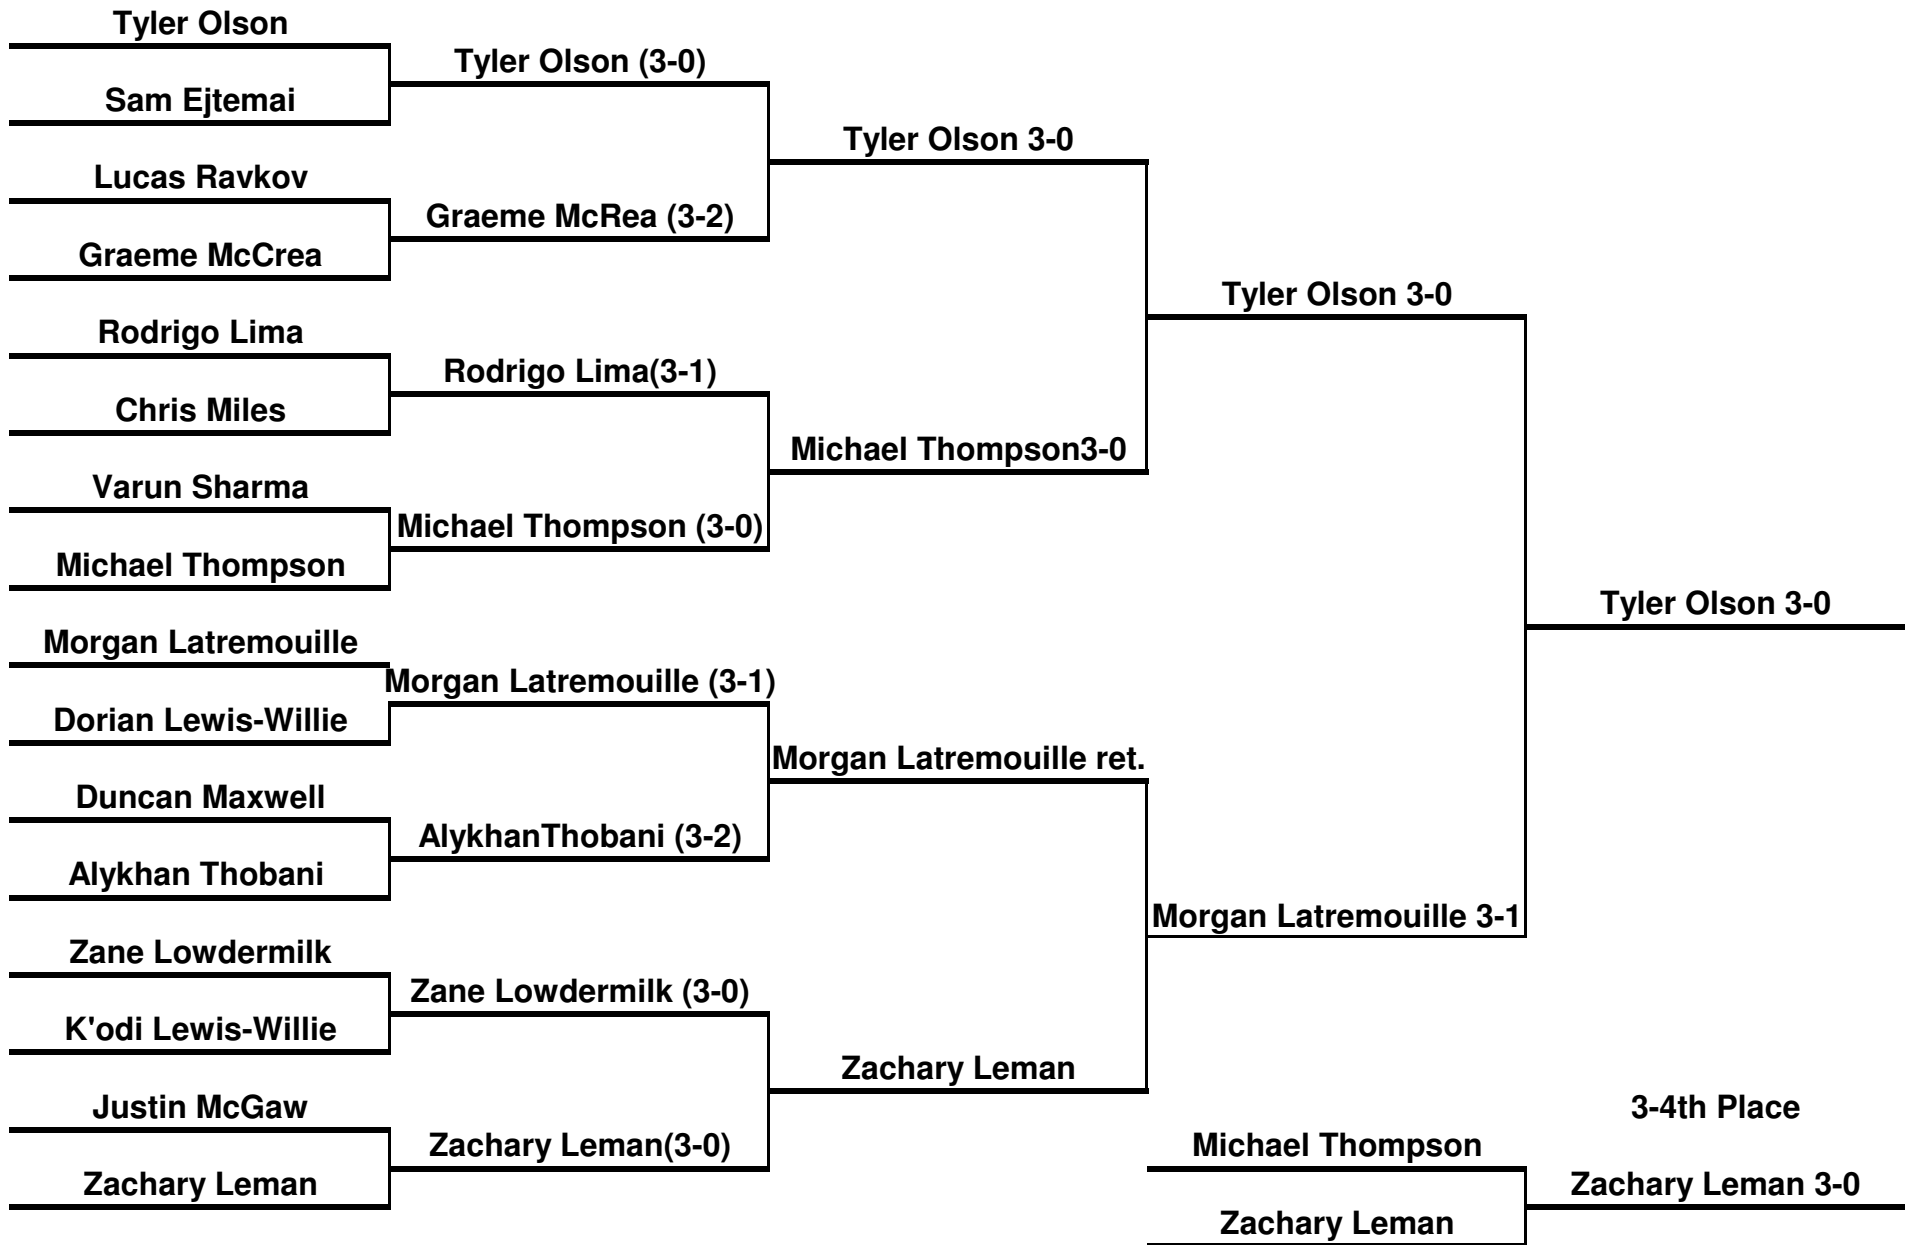 Tyler Olson
Sam Ejtemai
Lucas Ravkov
Graeme McCrea
Rodrigo Lima
Chris Miles
Varun Sharma
Michael Thompson
Morgan Latremouille
Dorian Lewis-Willie
Duncan Maxwell
Alykhan Thobani
Zane Lowdermilk
K'odi Lewis-Willie
Justin McGaw
Zachary Leman
Tyler Olson (3-0)
Graeme McRea (3-2)
Rodrigo Lima(3-1)
Michael Thompson (3-0)
Morgan Latremouille (3-1)
AlykhanThobani (3-2)
Zane Lowdermilk (3-0)
Zachary Leman(3-0)
Tyler Olson 3-0
Michael Thompson3-0
Morgan Latremouille ret.
Zachary Leman
Tyler Olson 3-0
Morgan Latremouille 3-1
Tyler Olson 3-0
3-4th Place
Michael Thompson
Zachary Leman
Zachary Leman 3-0